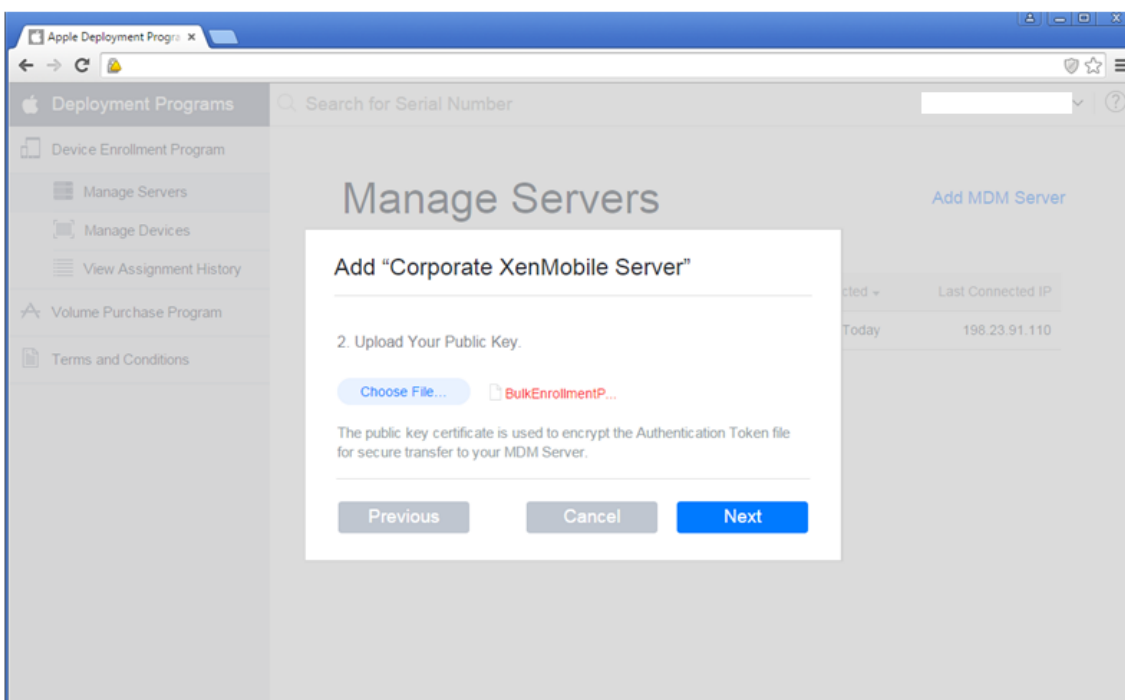 Apple Deployment Progra
Deployment Programs
Search for Serial Number
Device Enrollment Program
Manage Servers
Manage Devices
View Assignment History
Volume Purchase Program
Terms and Conditions
Manage Servers
Add MDM Server
cted
Last Connected IP
Today
198.23.91.110
Add “Corporate XenMobile Server”
2. Upload Your Public Key.
Choose File...
BulkEnrollmentP...
The public key certificate is used to encrypt the Authentication Token file
for secure transfer to your MDM Server.
Previous
Cancel
Next